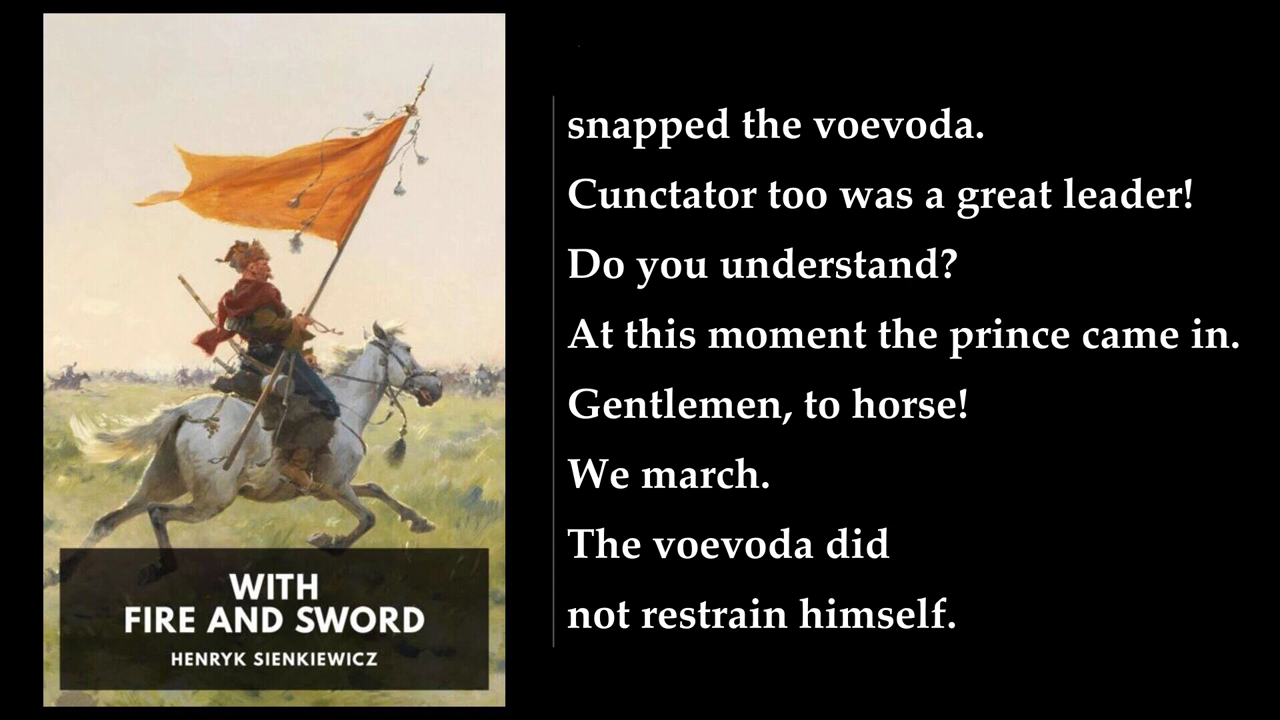 WITH
FIRE AND SWORD
HENRYK SIENKIEWICZ
snapped the voevoda.
Cunctator too was a great leader!
Do you understand?
At this moment the prince came in.
Gentlemen, to horse!
We march.
The voevoda did
not restrain himself.